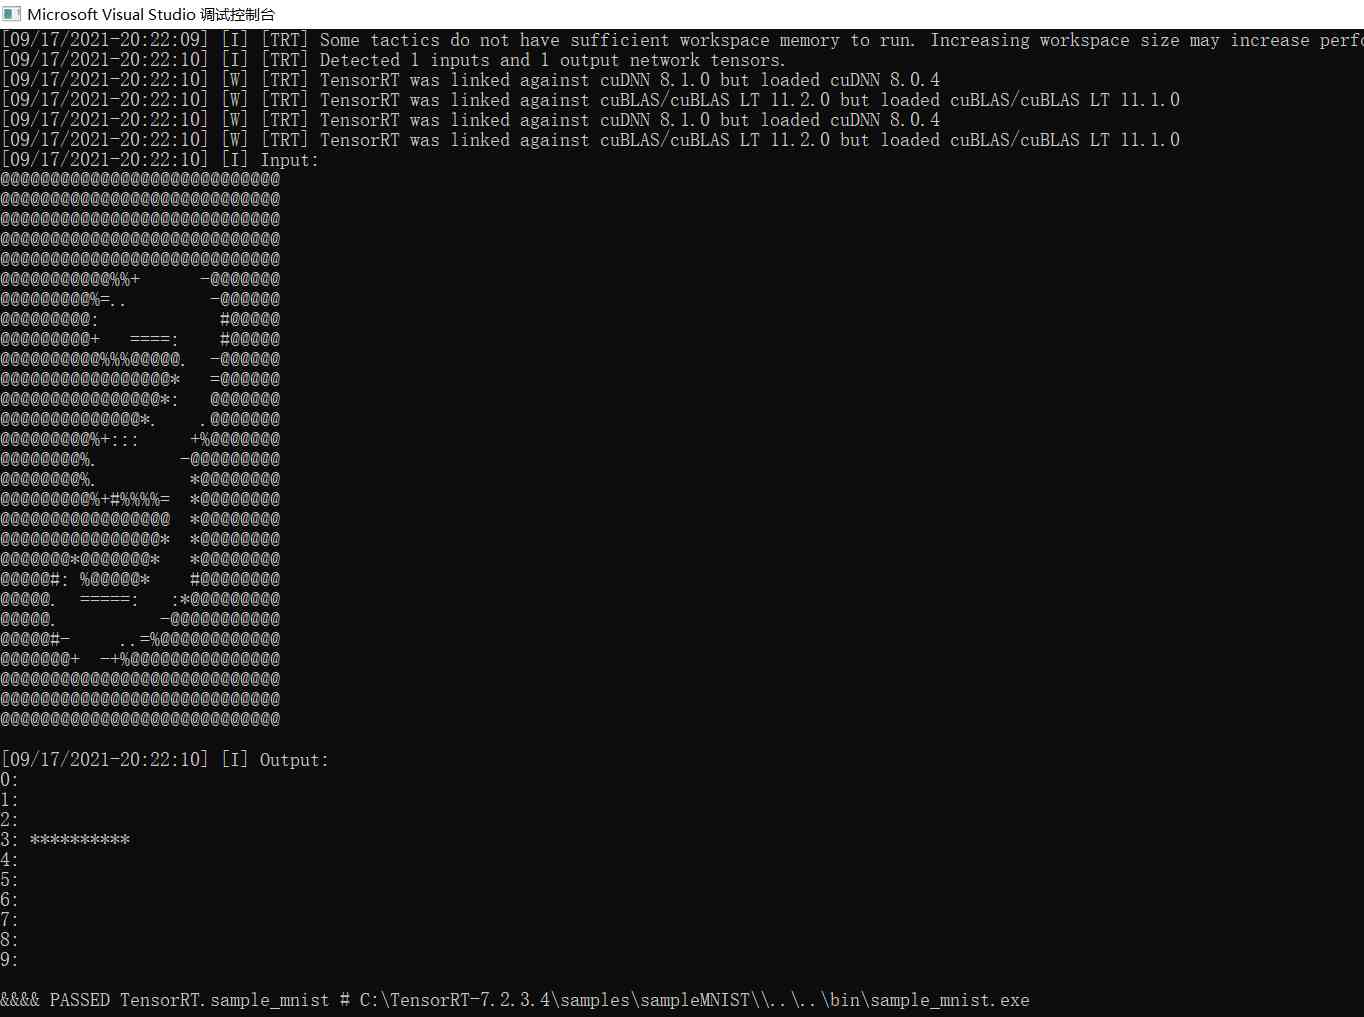 Microsoft Visual Studio 调试控制台
[09/17/2021-20:22:09] [I] [TRT] Some tactics do not have sufficient workspace memory to run. Increasing workspace size may increase perfo
[09/17/2021-20:22:10] [I] [TRT] Detected 1 inputs and 1 output network tensors.
[09/17/2021-20:22:10] [W] [TRT] TensorRT was linked against cuDNN 8.1.0 but loaded cuDNN 8.0.4
[09/17/2021-20:22:10] [W] [TRT] TensorRT was linked against cuBLAS/cuBLAS LT 11.2.0 but loaded cuBLAS/cuBLAS LT 11.1.0
[09/17/2021-20:22:10] [W] [TRT] TensorRT was linked against cuDNN 8.1.0 but loaded cuDNN 8.0.4
[09/17/2021-20:22:10] [W] [TRT] TensorRT was linked against cuBLAS/cuBLAS LT 11.2.0 but loaded cuBLAS/cuBLAS LT 11.1.0
[09/17/2021-20:22:10] [I] Input:
@@@@@@@@@@@@@@@@@@@@@@@@@@@@
@@@@@@@@@@@@@@@@@@@@@@@@@@@@
@@@@@@@@@@@@@@@@@@@@@@@@@@@@
@@@@@@@@@@@@@@@@@@@@@@@@@@@@
@@@@@@@@@@@@@@@@@@@@@@@@@@@@
@@@@@@@@@@@%%+      -@@@@@@@
@@@@@@@@@%=..        -@@@@@@
@@@@@@@@@:            #@@@@@
@@@@@@@@@+   ====:    #@@@@@
@@@@@@@@@@%%%@@@@@.  -@@@@@@
@@@@@@@@@@@@@@@@@*   =@@@@@@
@@@@@@@@@@@@@@@@*:   @@@@@@@
@@@@@@@@@@@@@@*.    .@@@@@@@
@@@@@@@@@%+:::     +%@@@@@@@
@@@@@@@@%.        -@@@@@@@@@
@@@@@@@@%.         *@@@@@@@@
@@@@@@@@@%+#%%%%=  *@@@@@@@@
@@@@@@@@@@@@@@@@@  *@@@@@@@@
@@@@@@@@@@@@@@@@*  *@@@@@@@@
@@@@@@@*@@@@@@@*   *@@@@@@@@
@@@@@#: %@@@@@*    #@@@@@@@@
@@@@@.  =====:   :*@@@@@@@@@
@@@@@.          -@@@@@@@@@@@
@@@@@#-     ..=%@@@@@@@@@@@@
@@@@@@@+  -+%@@@@@@@@@@@@@@@
@@@@@@@@@@@@@@@@@@@@@@@@@@@@
@@@@@@@@@@@@@@@@@@@@@@@@@@@@
@@@@@@@@@@@@@@@@@@@@@@@@@@@@
[09/17/2021-20:22:10] [I] Output:
0:
1:
2:
3: **********
4:
5:
6:
7:
8:
9:
&&&& PASSED TensorRT.sample_mnist # C:\TensorRT-7.2.3.4\samples\sampleMNIST\\..\..\bin\sample_mnist.exe